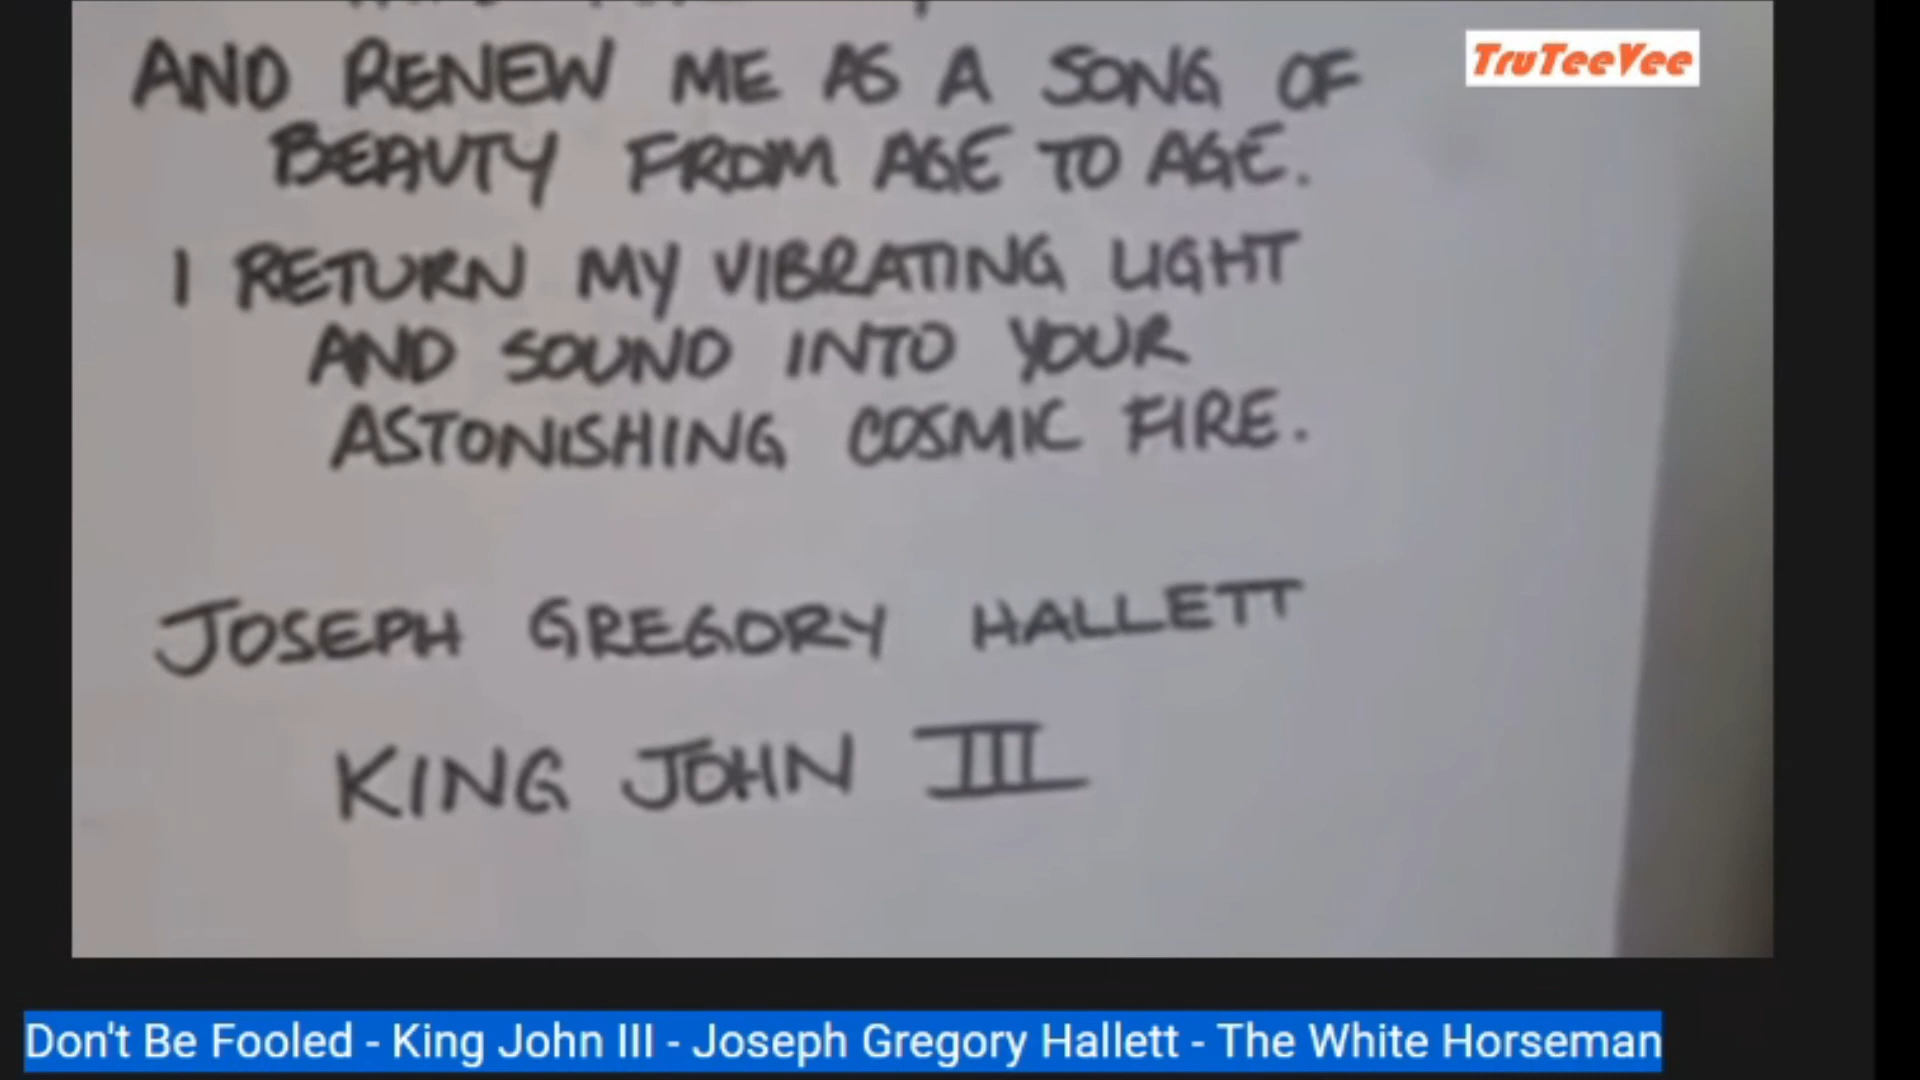 AND RENEW ME AS A SONG OF
TruTeeVee
BEAUTY FROM AGE TO AGE.
I RETURN MY VIBRATING LIGHT
AND SOUND INTO YOUR
ASTONISHING COSMIC FIRE.
JOSEPH GREGORY HALLETT
KING JOHN III
Don't Be Fooled - King John III - Joseph Gregory Hallett - The White Horseman